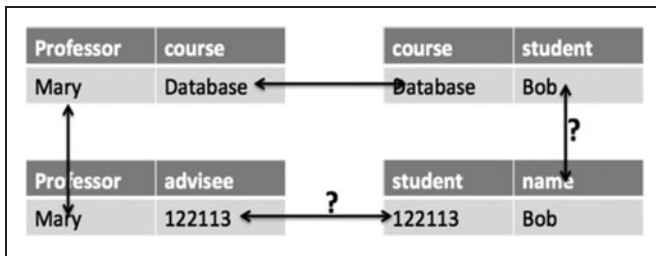 Professor course course student
Mary Database Database Bob
?
Professor advisee student name
?
Mary 122113 122113 Bob